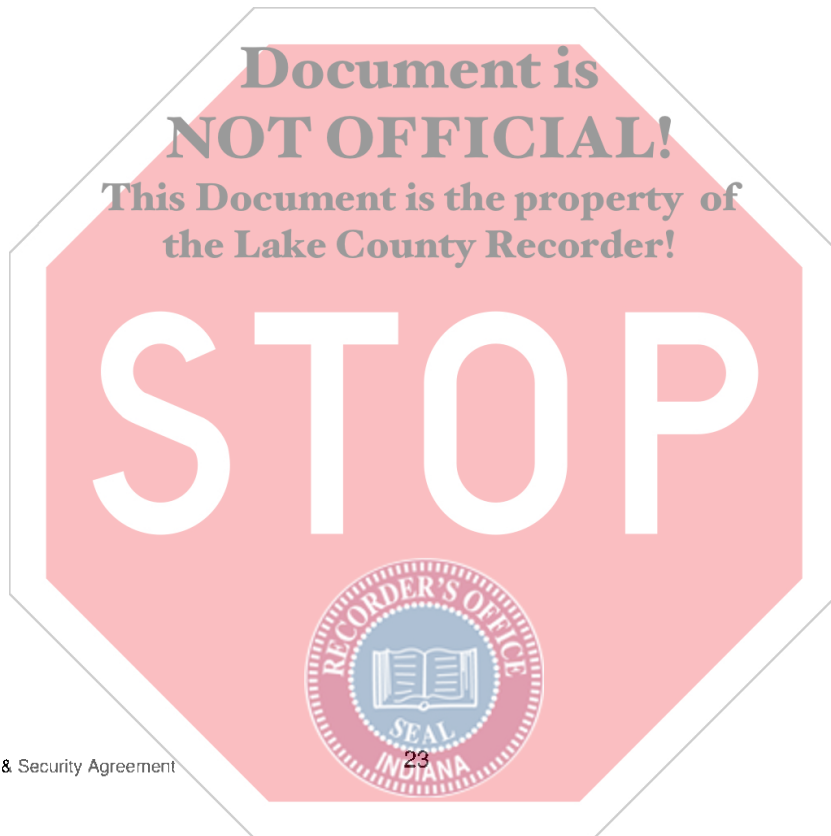 Document is
NOT OFFICIAL!
This Document is the property of
the Lake County Recorder!
STOP
RECORDER'S OFFICE
SEAL
INDIANA
& Security Agreement
23